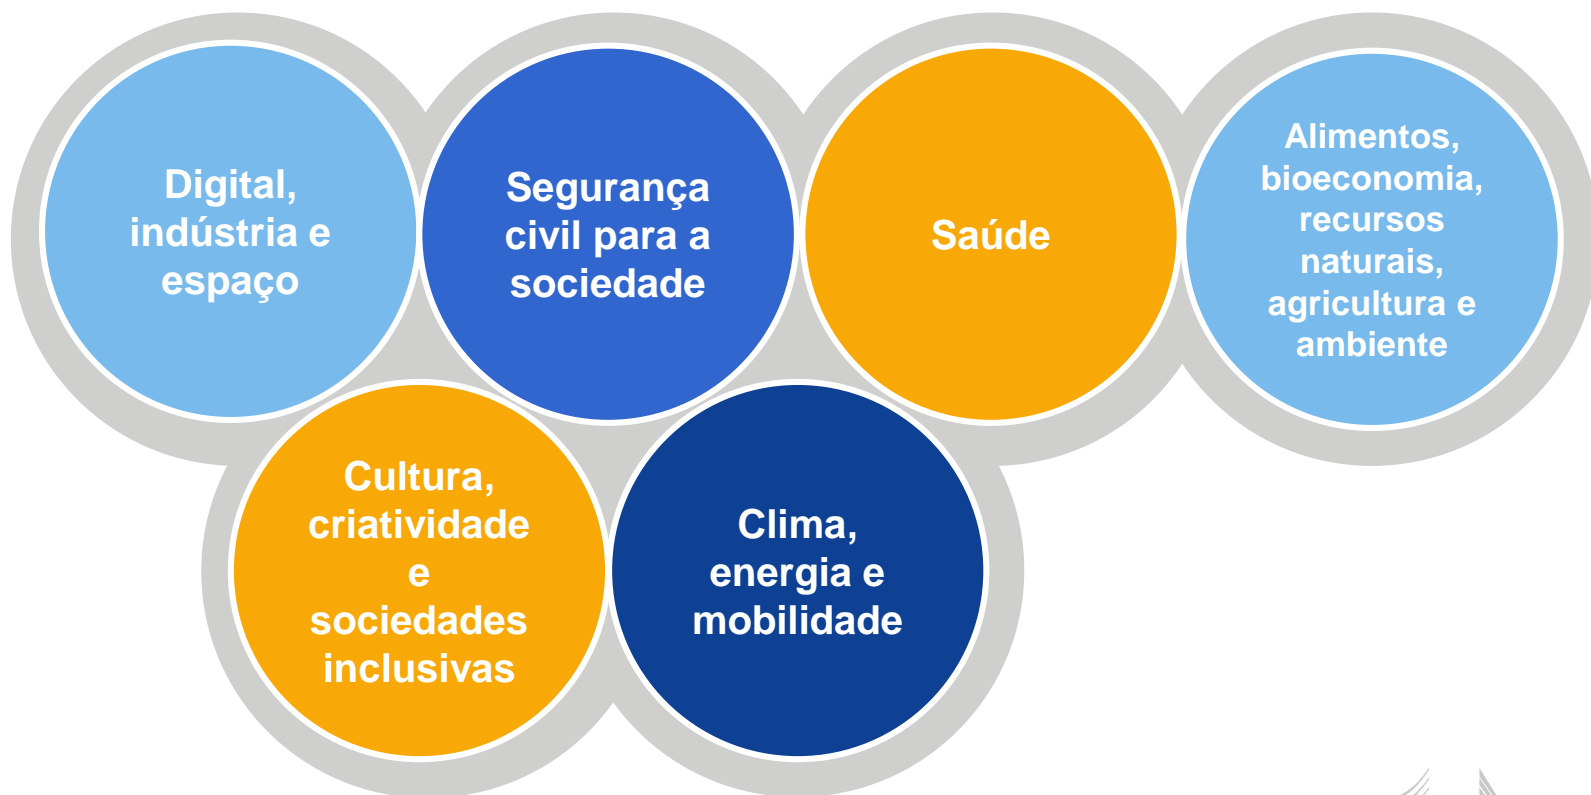 Digital,
indústria e
espaço
Segurança
civil para a
sociedade
Saúde
Alimentos,
bioeconomia,
recursos
naturais,
agricultura e
ambiente
Cultura,
criatividade
e
sociedades
inclusivas
Clima,
energia e
mobilidade